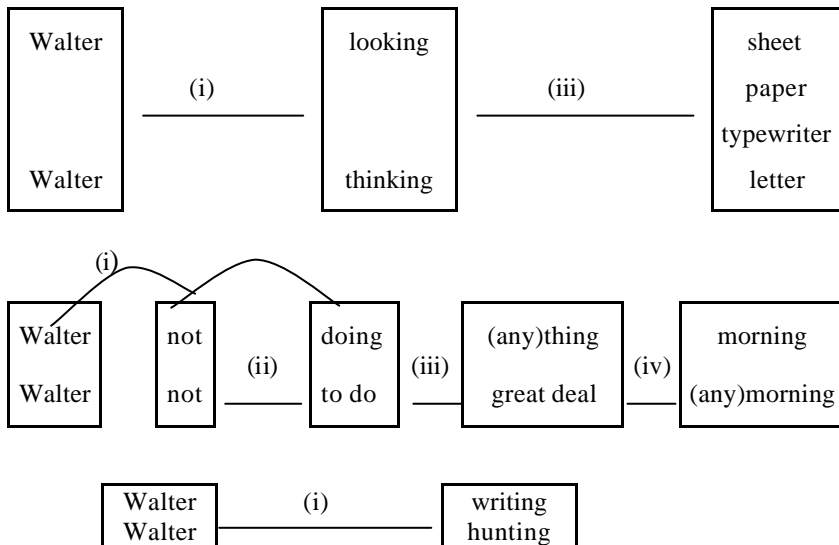 Walter looking sheet
(i) (iii) paper
typewriter
Walter thinking letter
(i)
Walter not doing (any)thing morning
(ii) (iii) (iv)
Walter not to do great deal (any)morning
Walter (i) writing
Walter hunting